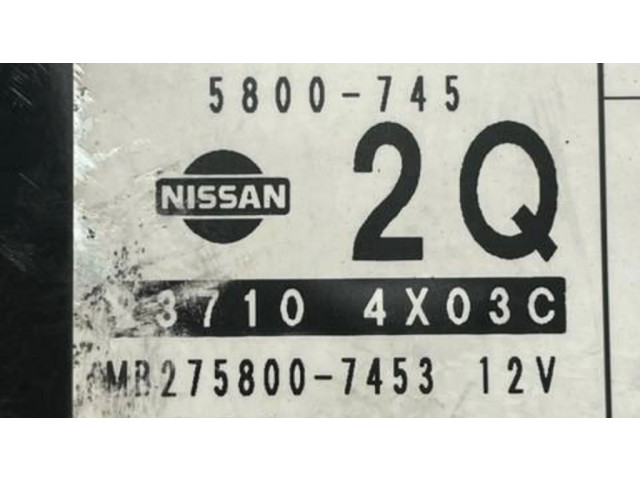 5800-745
2Q
NISSAN
3710 4X03C
MB275800-7453 12V